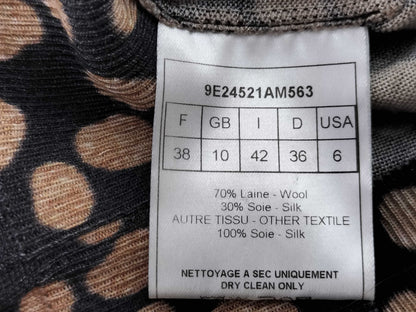 9E24521AM563
F GB I D USA
38 10 42 36 6
70% Laine - Wool
30% Soie - Silk
AUTRE TISSU - OTHER TEXTILE
100% Soie - Silk
NETTOYAGE A SEC UNIQUEMENT
DRY CLEAN ONLY